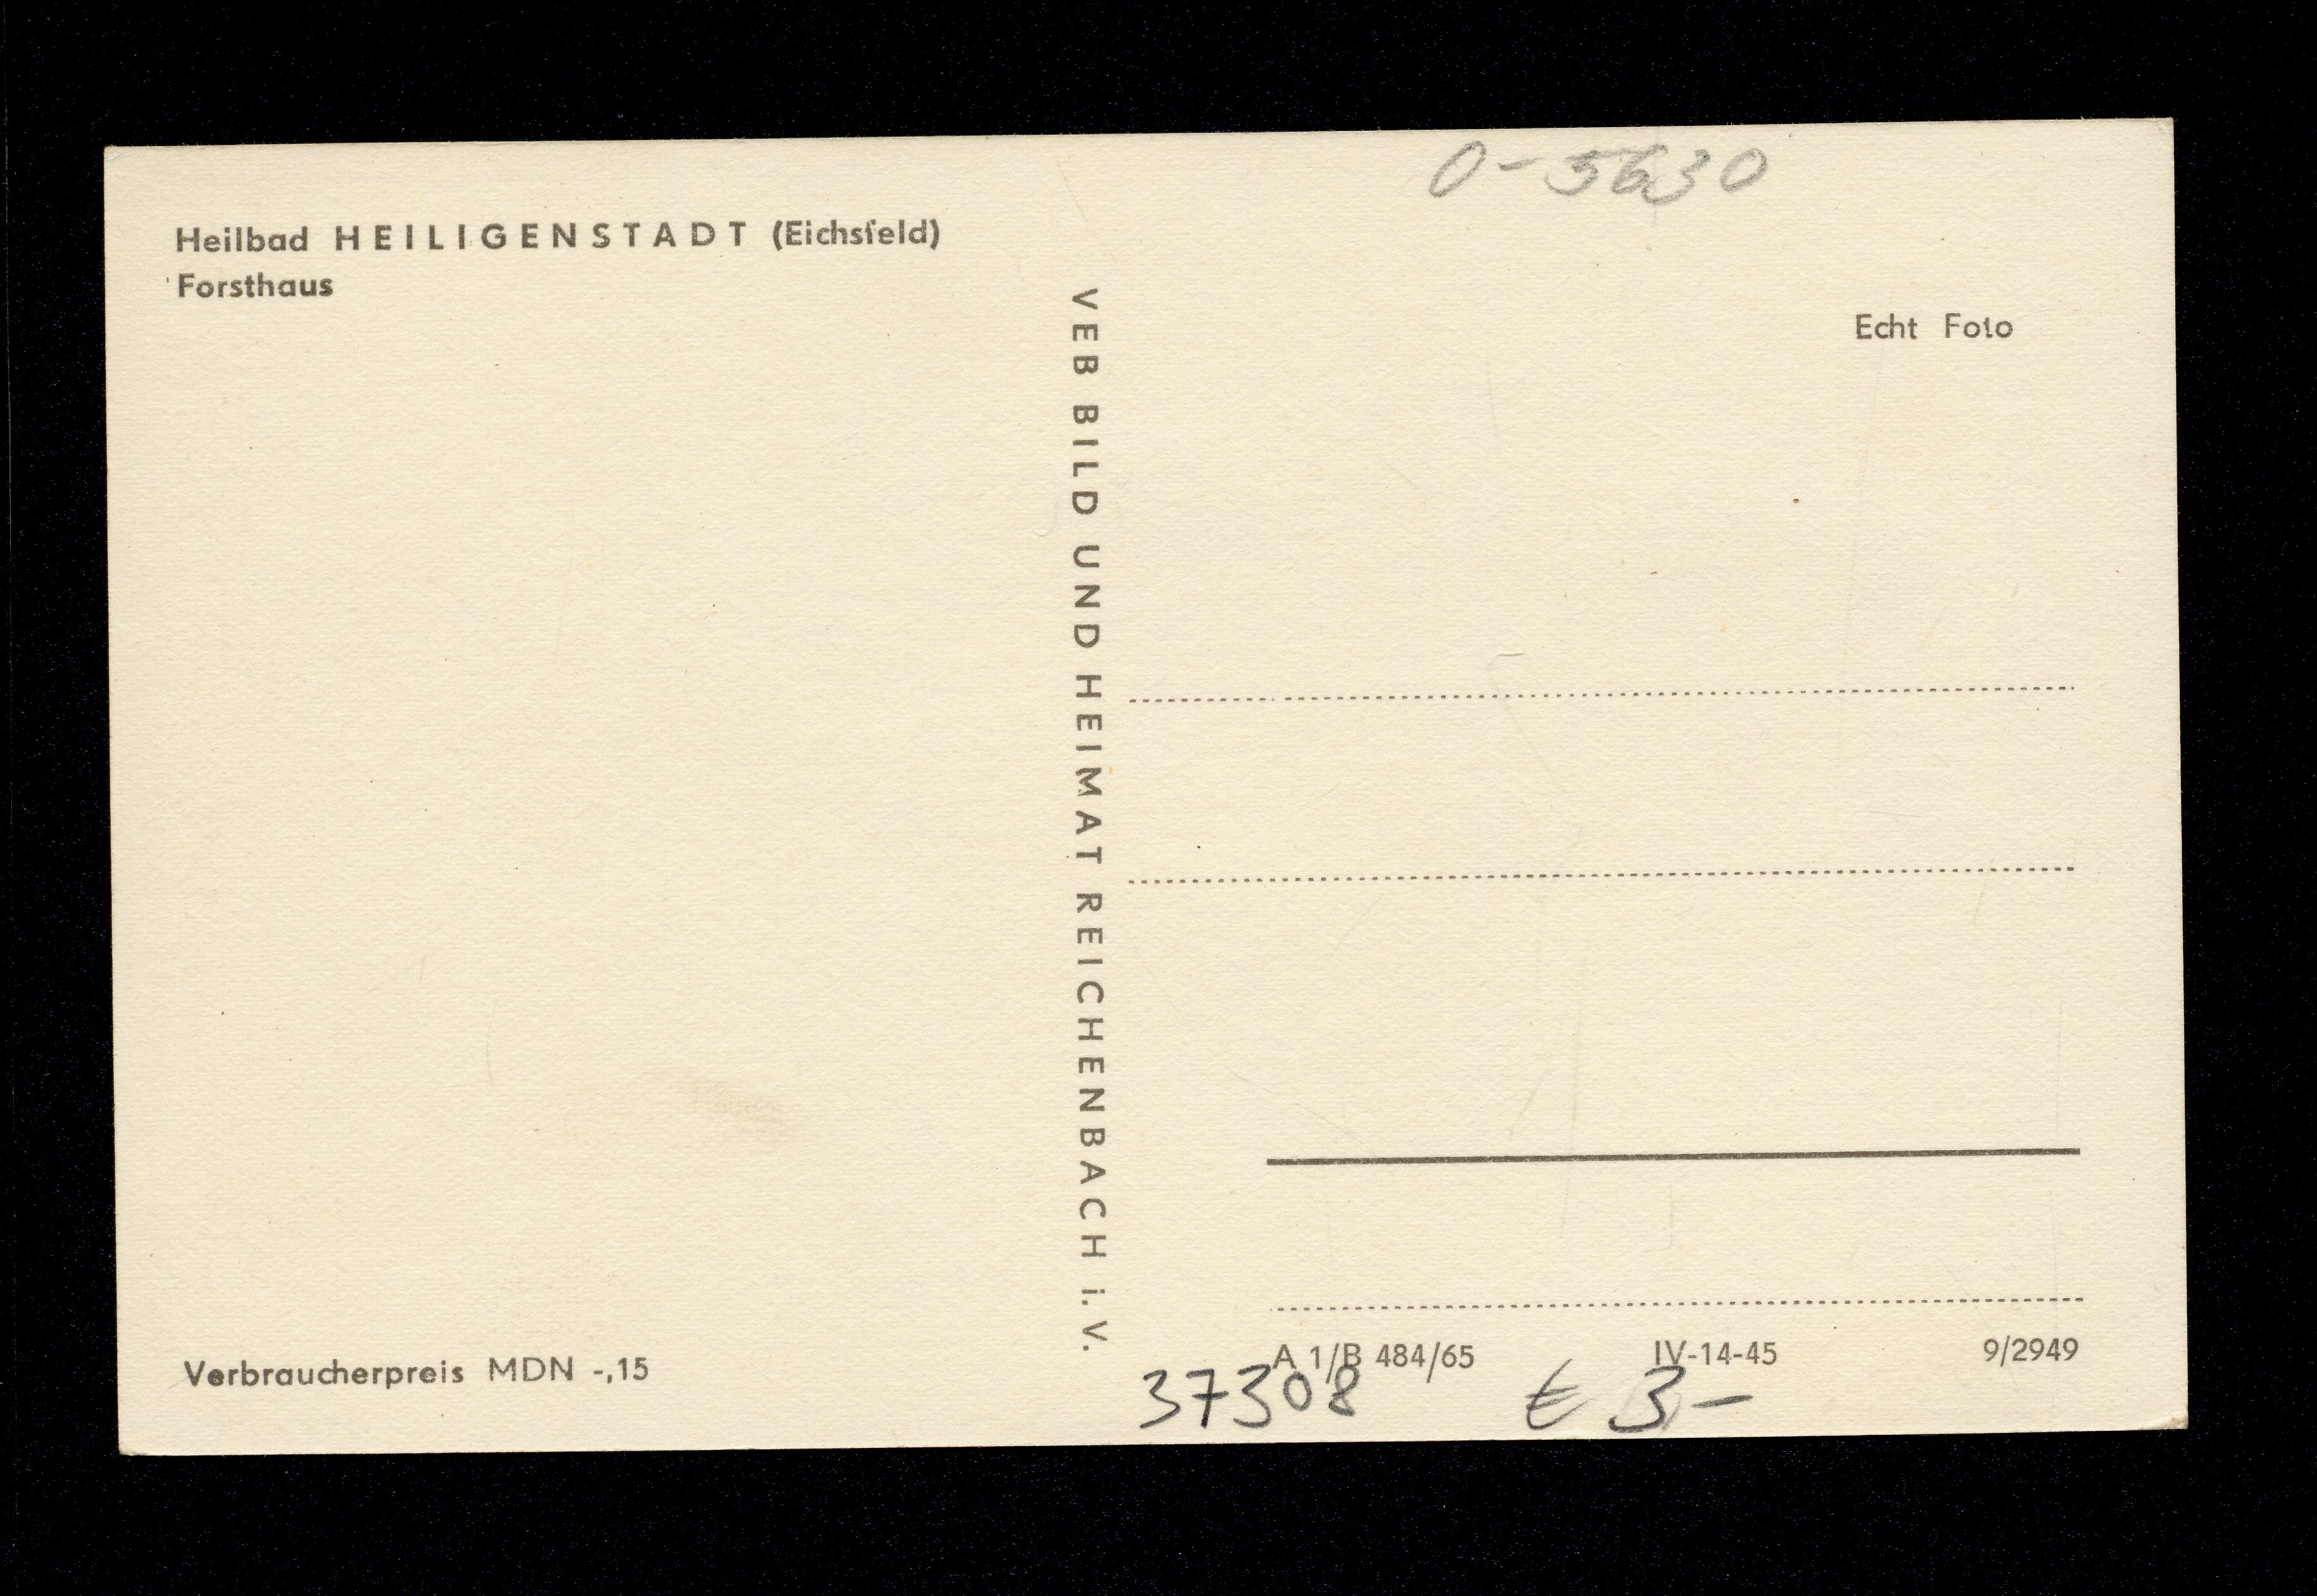 Heilbad HEILIGENSTADT (Eichsfeld)
Forsthaus
Verbraucherpreis MDN -,15
VEB BILD UND HEIMAT REICHENBACH i. V.
0-5630
Echt Foto
A 1/B 484/65 IV-14-45 9/2949
37308 € 3-